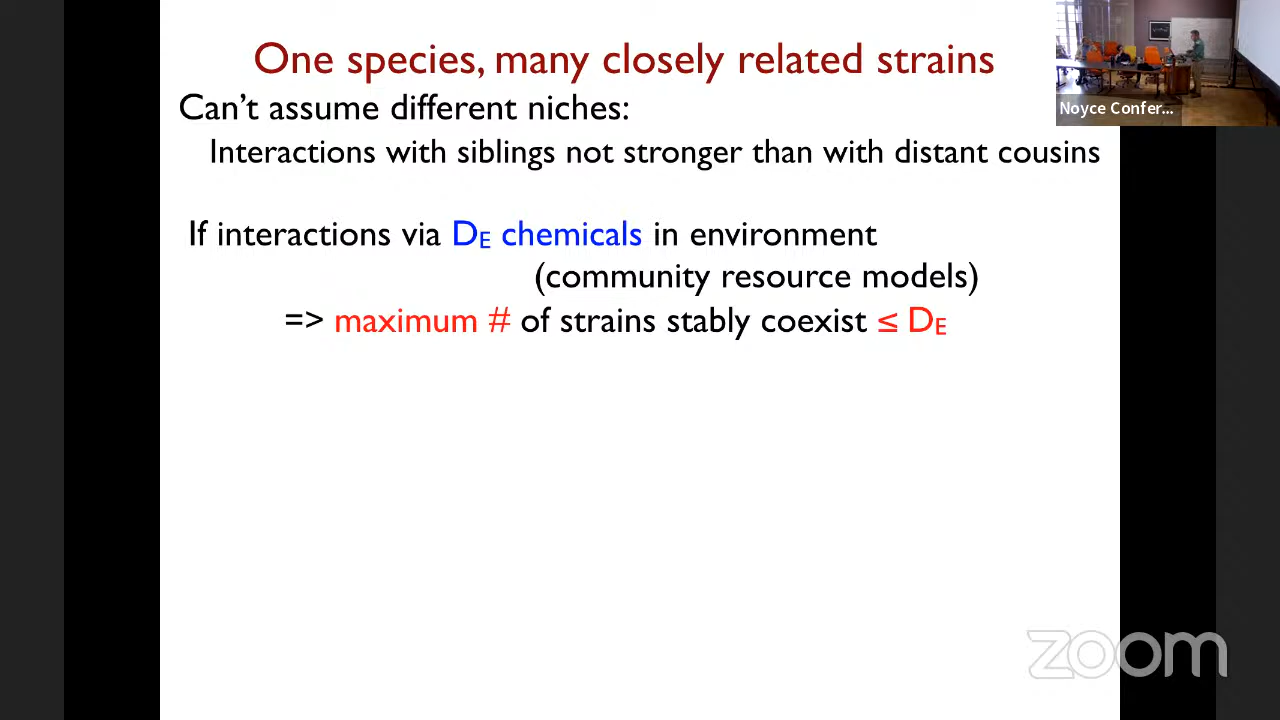 One species, many closely related strains
Can't assume different niches:
Interactions with siblings not stronger than with distant cousins
If interactions via DE chemicals in environment
(community resource models)
=> maximum # of strains stably coexist ≤ DE
Noyce Confer...
zoom